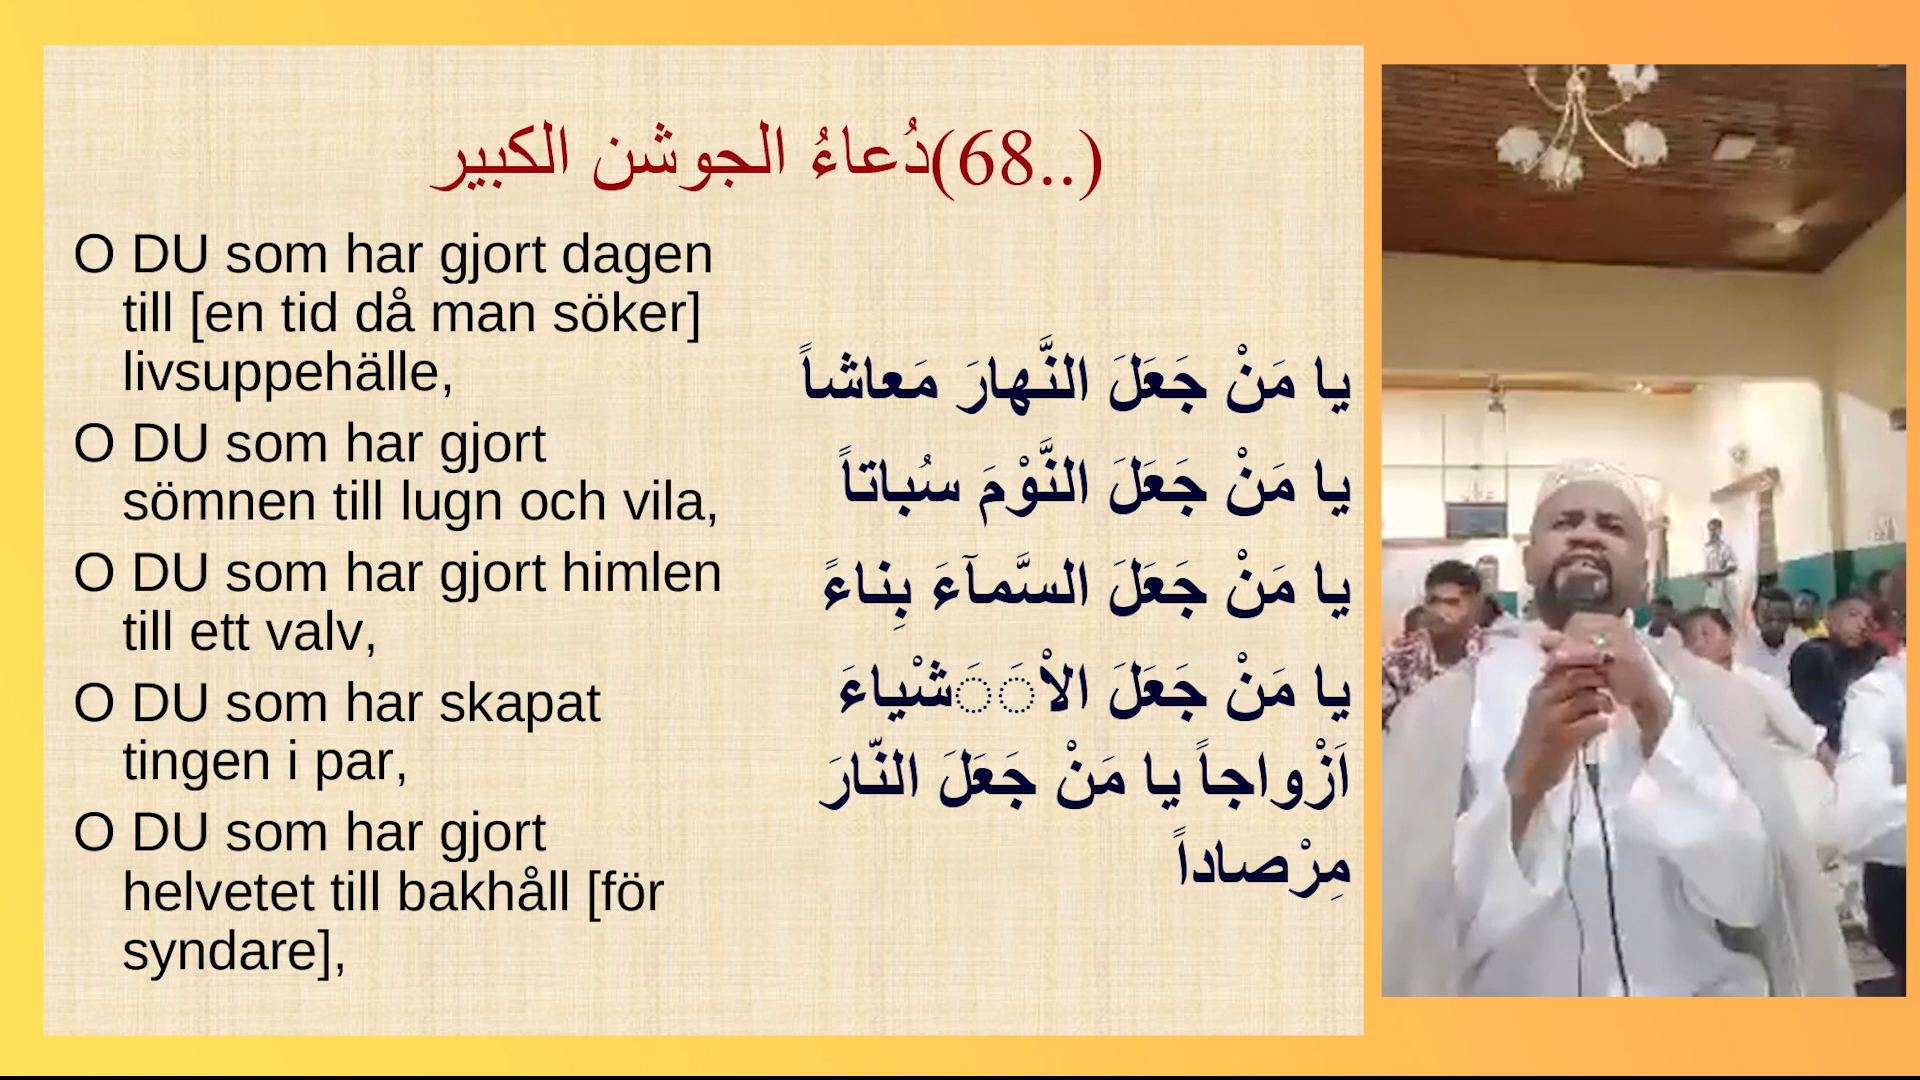 (..68)دُعاءُ الجوشن الكبير
O DU som har gjort dagen
till [en tid då man söker]
livsuppehälle,
O DU som har gjort
sömnen till lugn och vila,
O DU som har gjort himlen
till ett valv,
O DU som har skapat
tingen i par,
O DU som har gjort
helvetet till bakhåll [för
syndare],
يا مَنْ جَعَلَ النَّهارَ مَعاشاً
يا مَنْ جَعَلَ النَّوْمَ سُباتاً
يا مَنْ جَعَلَ السَّمآءَ بِناءً
يا مَنْ جَعَلَ الاْ◌َ◌َشْياءَ
اَزْواجاً يا مَنْ جَعَلَ النّارَ
مِرْصاداً